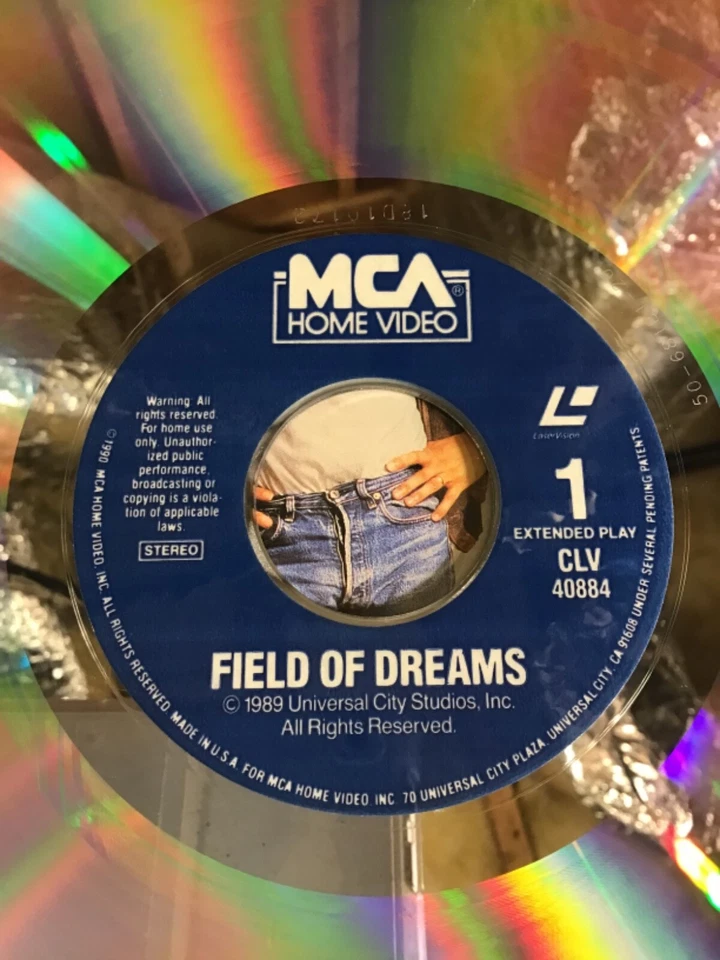 MCA®
HOME VIDEO
Warning: All
rights reserved.
For home use
only. Unauthor-
ized public
performance,
broadcasting or
copying is a viola-
tion of applicable
laws.
STEREO
LaserVision
1
EXTENDED PLAY
CLV
40884
FIELD OF DREAMS
© 1989 Universal City Studios, Inc.
All Rights Reserved.
©1990 MCA HOME VIDEO, INC. ALL RIGHTS RESERVED. MADE IN U.S.A. FOR MCA HOME VIDEO INC. 70 UNIVERSAL CITY PLAZA, UNIVERSAL CITY, CA 91608 UNDER SEVERAL PENDING PATENTS